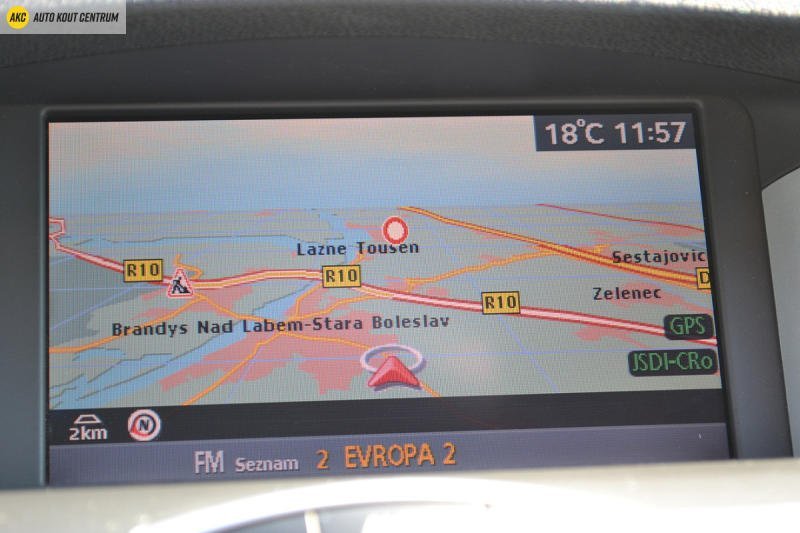 AKC AUTO KOUT CENTRUM
18°C 11:57
Lazne Tousen
R10
R10
Sestajovic
D
Zelenec
R10
Brandys Nad Labem-Stara Boleslav
GPS
JSDI-CRo
2km
N
FM Seznam 2 EVROPA 2